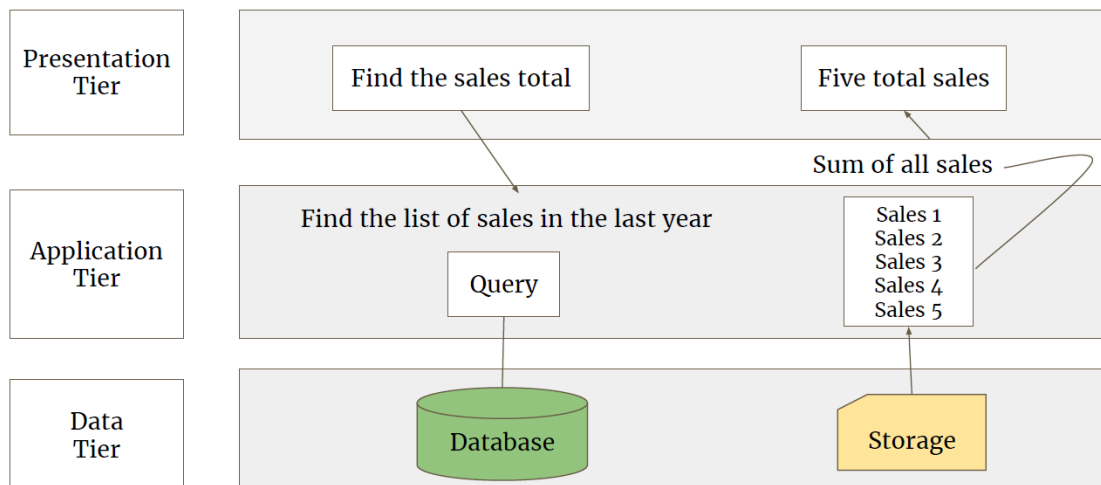 Presentation
Tier
Find the sales total
Five total sales
Sum of all sales
Application
Tier
Find the list of sales in the last year
Query
Sales 1
Sales 2
Sales 3
Sales 4
Sales 5
Data
Tier
Database
Storage